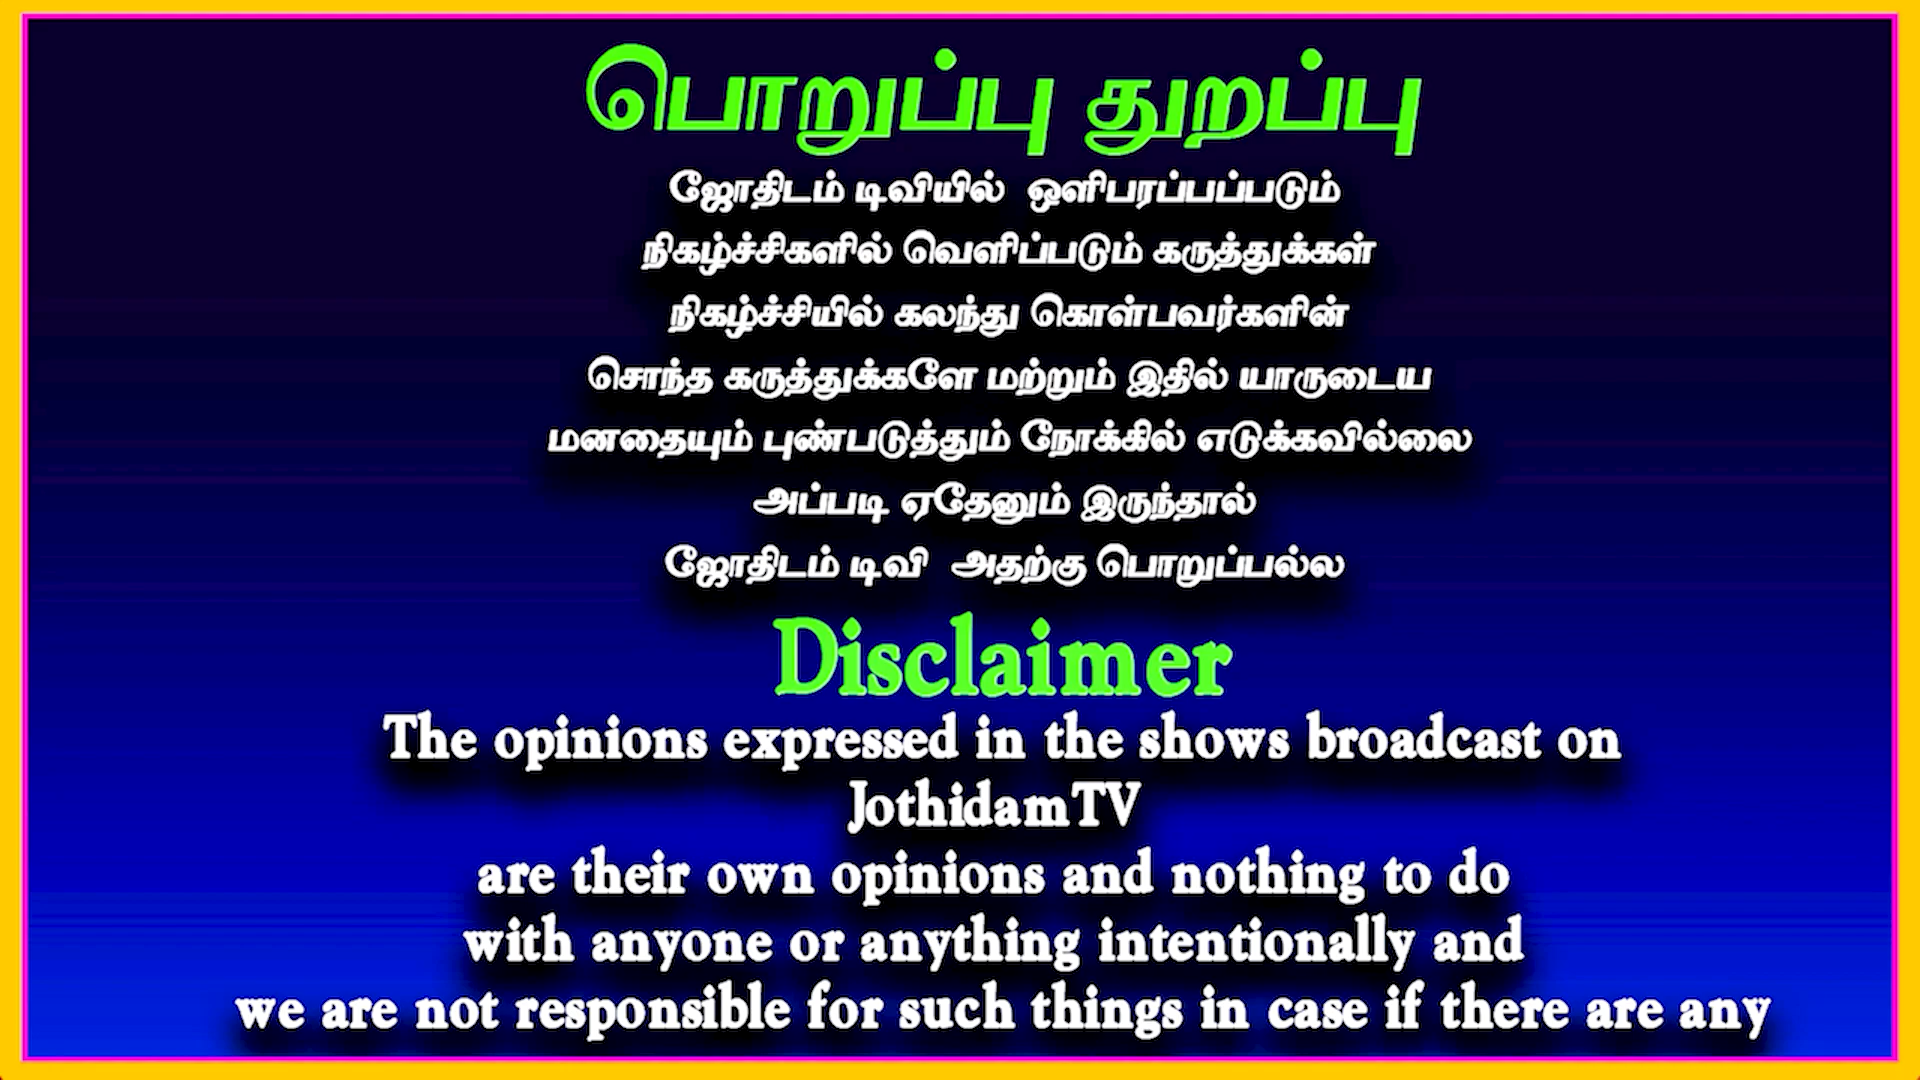 பொறுப்பு துறப்பு
ஜோதிடம் டிவியில் ஒளிபரப்பப்படும்
நிகழ்ச்சிகளில் வெளிப்படும் கருத்துக்கள்
நிகழ்ச்சியில் கலந்து கொள்பவர்களின்
சொந்த கருத்துக்களே மற்றும் இதில் யாருடைய
மனதையும் புண்படுத்தும் நோக்கில் எடுக்கவில்லை
அப்படி ஏதேனும் இருந்தால்
ஜோதிடம் டிவி அதற்கு பொறுப்பல்ல
Disclaimer
The opinions expressed in the shows broadcast on
JothidamTV
are their own opinions and nothing to do
with anyone or anything intentionally and
we are not responsible for such things in case if there are any